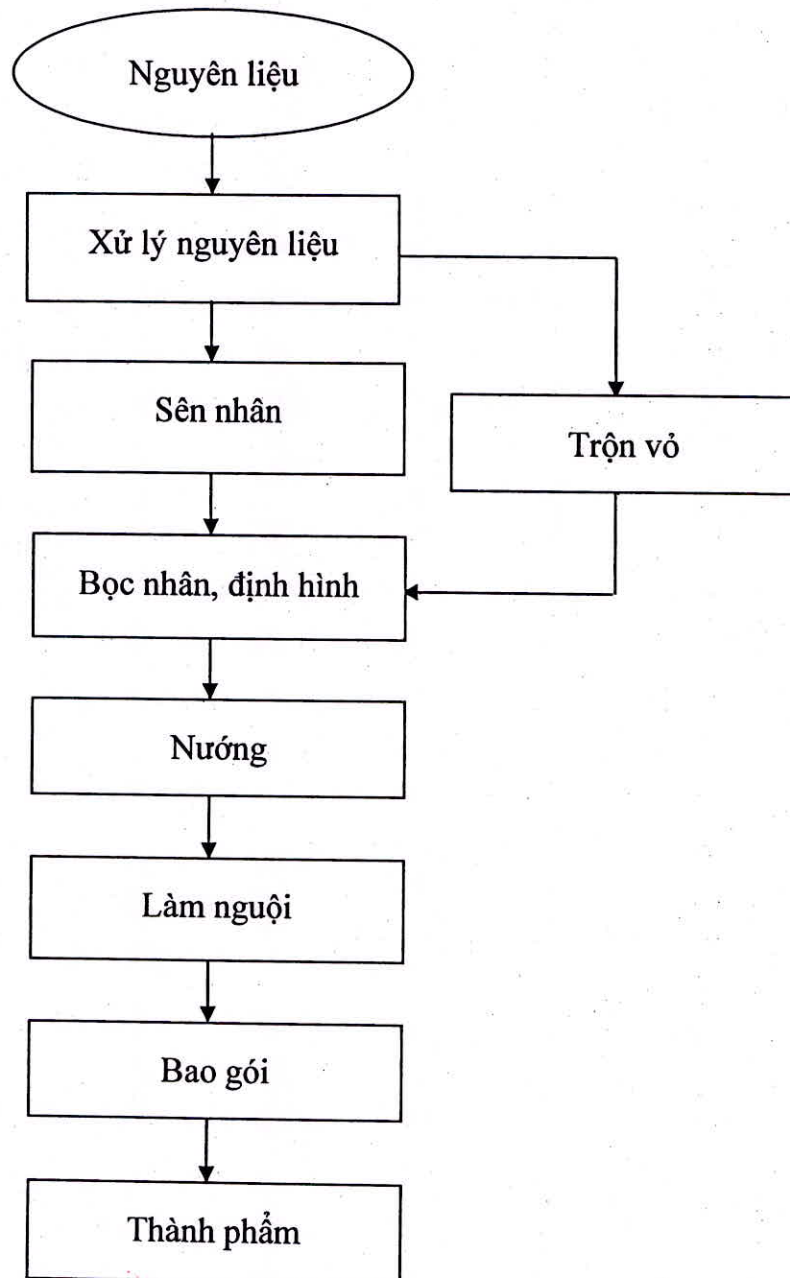 Nguyên liệu
Xử lý nguyên liệu
Sên nhân
Trộn vỏ
Bọc nhân, định hình
Nướng
Làm nguội
Bao gói
Thành phẩm